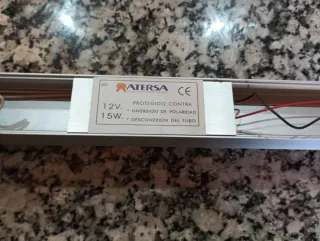 ATERSA CE
12V.
15W.
PROTEGIDO CONTRA
• INVERSION DE POLARIDAD
• DESCONEXION DEL TUBO